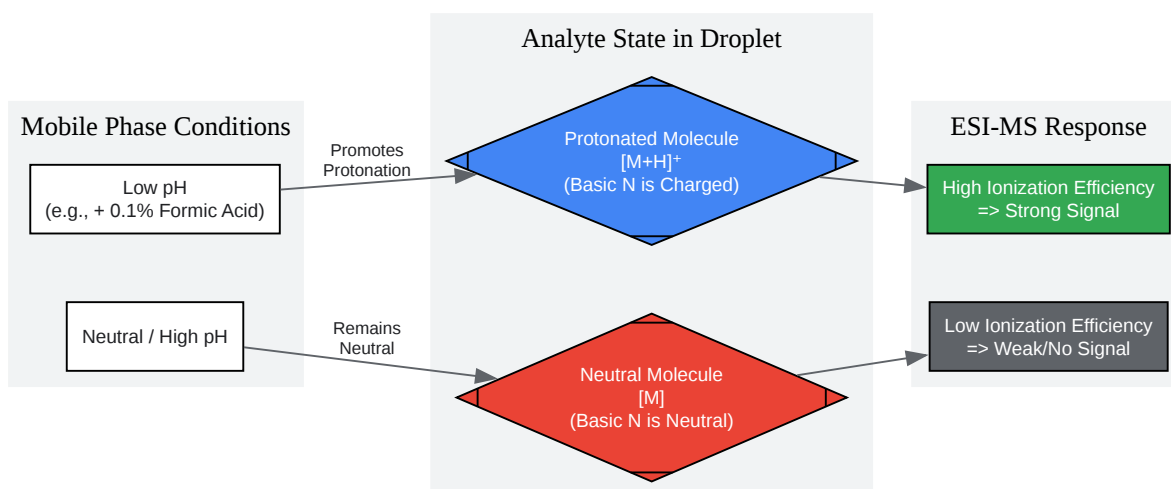 Analyte State in Droplet
Mobile Phase Conditions
ESI-MS Response
Low pH
(e.g., + 0.1% Formic Acid)
Promotes
Protonation
Protonated Molecule
[M+H]⁺
(Basic N is Charged)
High Ionization Efficiency
=> Strong Signal
Neutral / High pH
Remains
Neutral
Neutral Molecule
[M]
(Basic N is Neutral)
Low Ionization Efficiency
=> Weak/No Signal